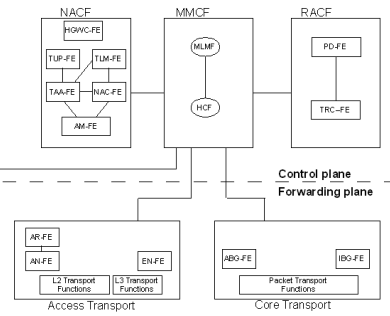 NACF
MMCF
RACF
HGWC-FE
TUP-FE
TLM-FE
MLMF
PD-FE
TAA-FE
NAC-FE
HCF
TRC–FE
AM-FE
Control plane
Forwarding plane
AR-FE
AN-FE
EN-FE
ABG-FE
IBG-FE
L2 Transport
Functions
L3 Transport
Functions
Packet Transport
Functions
Access Transport
Core Transport